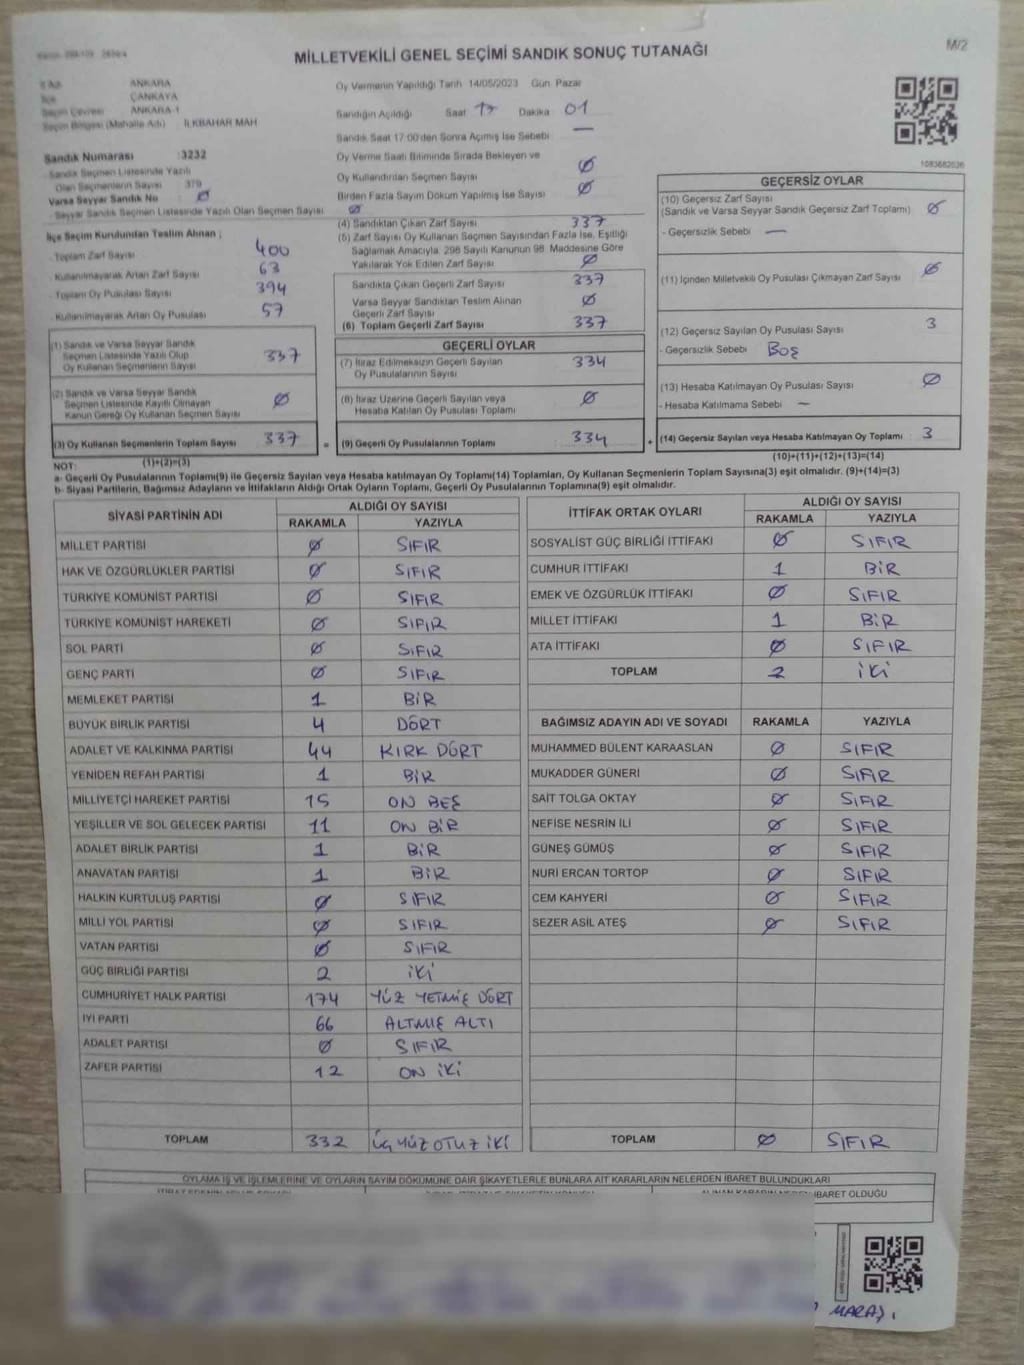 MİLLETVEKİLİ GENEL SEÇİMİ SANDIK SONUÇ TUTANAĞI
M/2
ANKARA
ÇANKAYA
Seçim Çevresi ANKARA-1
Seçim Bölgesi (Mahalle Adı) İLKBAHAR MAH
Sandık Numarası :3232
Sandık Seçmen Listesinde Yazılı
Olan Seçmenlerin Sayısı 379
Varsa Seyyar Sandık No Ø
Seyyar Sandık Seçmen Listesinde Yazılı Olan Seçmen Sayısı Ø
İlçe Seçim Kurulundan Teslim Alınan ;
- Toplam Zarf Sayısı 400
- Kullanılmayarak Artan Zarf Sayısı 63
- Toplam Oy Pusulası Sayısı 394
- Kullanılmayarak Artan Oy Pusulası 57
(1) Sandık ve Varsa Seyyar Sandık
Seçmen Listesinde Yazılı Olup
Oy Kullanan Seçmenlerin Sayısı 337
(2) Sandık ve Varsa Seyyar Sandık
Seçmen Listesinde Kayıtlı Olmayan
Kanun Gereği Oy Kullanan Seçmen Sayısı Ø
(3) Oy Kullanan Seçmenlerin Toplam Sayısı 337 =
(1)+(2)=(3)
Oy Vermenin Yapıldığı Tarih 14/05/2023 Gün Pazar
Sandığın Açıldığı Saat 17 Dakika 01
Sandık Saat 17:00'den Sonra Açılmış İse Sebebi —
Oy Verme Saati Bitiminde Sırada Bekleyen ve
Oy Kullandırılan Seçmen Sayısı Ø
Birden Fazla Sayım Döküm Yapılmış İse Sayısı Ø
(4) Sandıktan Çıkan Zarf Sayısı 337
(5) Zarf Sayısı Oy Kullanan Seçmen Sayısından Fazla İse, Eşitliği
Sağlamak Amacıyla, 298 Sayılı Kanunun 98. Maddesine Göre
Yakılarak Yok Edilen Zarf Sayısı Ø
Sandıkta Çıkan Geçerli Zarf Sayısı 337
Varsa Seyyar Sandıktan Teslim Alınan
Geçerli Zarf Sayısı Ø
(6) Toplam Geçerli Zarf Sayısı 337
GEÇERLİ OYLAR
(7) İtiraz Edilmeksizin Geçerli Sayılan
Oy Pusulalarının Sayısı 334
(8) İtiraz Üzerine Geçerli Sayılan veya
Hesaba Katılan Oy Pusulası Toplamı Ø
(9) Geçerli Oy Pusulalarının Toplamı 334 +
1083682036
GEÇERSİZ OYLAR
(10) Geçersiz Zarf Sayısı
(Sandık ve Varsa Seyyar Sandık Geçersiz Zarf Toplamı) Ø
- Geçersizlik Sebebi —
(11) İçinden Milletvekili Oy Pusulası Çıkmayan Zarf Sayısı Ø
(12) Geçersiz Sayılan Oy Pusulası Sayısı 3
- Geçersizlik Sebebi BOŞ
(13) Hesaba Katılmayan Oy Pusulası Sayısı Ø
- Hesaba Katılmama Sebebi —
(14) Geçersiz Sayılan veya Hesaba Katılmayan Oy Toplamı 3
(10)+(11)+(12)+(13)=(14)
NOT:
a- Geçerli Oy Pusulalarının Toplamı(9) ile Geçersiz Sayılan veya Hesaba katılmayan Oy Toplamı(14) Toplamları, Oy Kullanan Seçmenlerin Toplam Sayısına(3) eşit olmalıdır. (9)+(14)=(3)
b- Siyasi Partilerin, Bağımsız Adayların ve İttifakların Aldığı Ortak Oyların Toplamı, Geçerli Oy Pusulalarının Toplamına(9) eşit olmalıdır.
SİYASİ PARTİNİN ADI ALDIĞI OY SAYISI
RAKAMLA YAZIYLA
MİLLET PARTİSİ Ø SIFIR
HAK VE ÖZGÜRLÜKLER PARTİSİ Ø SIFIR
TÜRKİYE KOMÜNİST PARTİSİ Ø SIFIR
TÜRKİYE KOMÜNİST HAREKETİ Ø SIFIR
SOL PARTİ Ø SIFIR
GENÇ PARTİ Ø SIFIR
MEMLEKET PARTİSİ 1 BİR
BÜYÜK BİRLİK PARTİSİ 4 DÖRT
ADALET VE KALKINMA PARTİSİ 44 KIRK DÖRT
YENİDEN REFAH PARTİSİ 1 BİR
MİLLİYETÇİ HAREKET PARTİSİ 15 ON BEŞ
YEŞİLLER VE SOL GELECEK PARTİSİ 11 ON BİR
ADALET BİRLİK PARTİSİ 1 BİR
ANAVATAN PARTİSİ 1 BİR
HALKIN KURTULUŞ PARTİSİ Ø SIFIR
MİLLİ YOL PARTİSİ Ø SIFIR
VATAN PARTİSİ Ø SIFIR
GÜÇ BİRLİĞİ PARTİSİ 2 İKİ
CUMHURİYET HALK PARTİSİ 174 YÜZ YETMİŞ DÖRT
İYİ PARTİ 66 ALTMIŞ ALTI
ADALET PARTİSİ Ø SIFIR
ZAFER PARTİSİ 12 ON İKİ
TOPLAM 332 ÜÇ YÜZ OTUZ İKİ
İTTİFAK ORTAK OYLARI ALDIĞI OY SAYISI
RAKAMLA YAZIYLA
SOSYALİST GÜÇ BİRLİĞİ İTTİFAKI Ø SIFIR
CUMHUR İTTİFAKI 1 BİR
EMEK VE ÖZGÜRLÜK İTTİFAKI Ø SIFIR
MİLLET İTTİFAKI 1 BİR
ATA İTTİFAKI Ø SIFIR
TOPLAM 2 İKİ
BAĞIMSIZ ADAYIN ADI VE SOYADI RAKAMLA YAZIYLA
MUHAMMED BÜLENT KARAASLAN Ø SIFIR
MUKADDER GÜNERİ Ø SIFIR
SAİT TOLGA OKTAY Ø SIFIR
NEFİSE NESRİN İLİ Ø SIFIR
GÜNEŞ GÜMÜŞ Ø SIFIR
NURİ ERCAN TORTOP Ø SIFIR
CEM KAHYERİ Ø SIFIR
SEZER ASİL ATEŞ Ø SIFIR
TOPLAM Ø SIFIR
OYLAMA İŞ VE İŞLEMLERİNE VE OYLARIN SAYIM DÖKÜMÜNE DAİR ŞİKAYETLERLE BUNLARA AİT KARARLARIN NELERDEN İBARET BULUNDUKLARI
İBARET OLDUĞU
MARAŞ